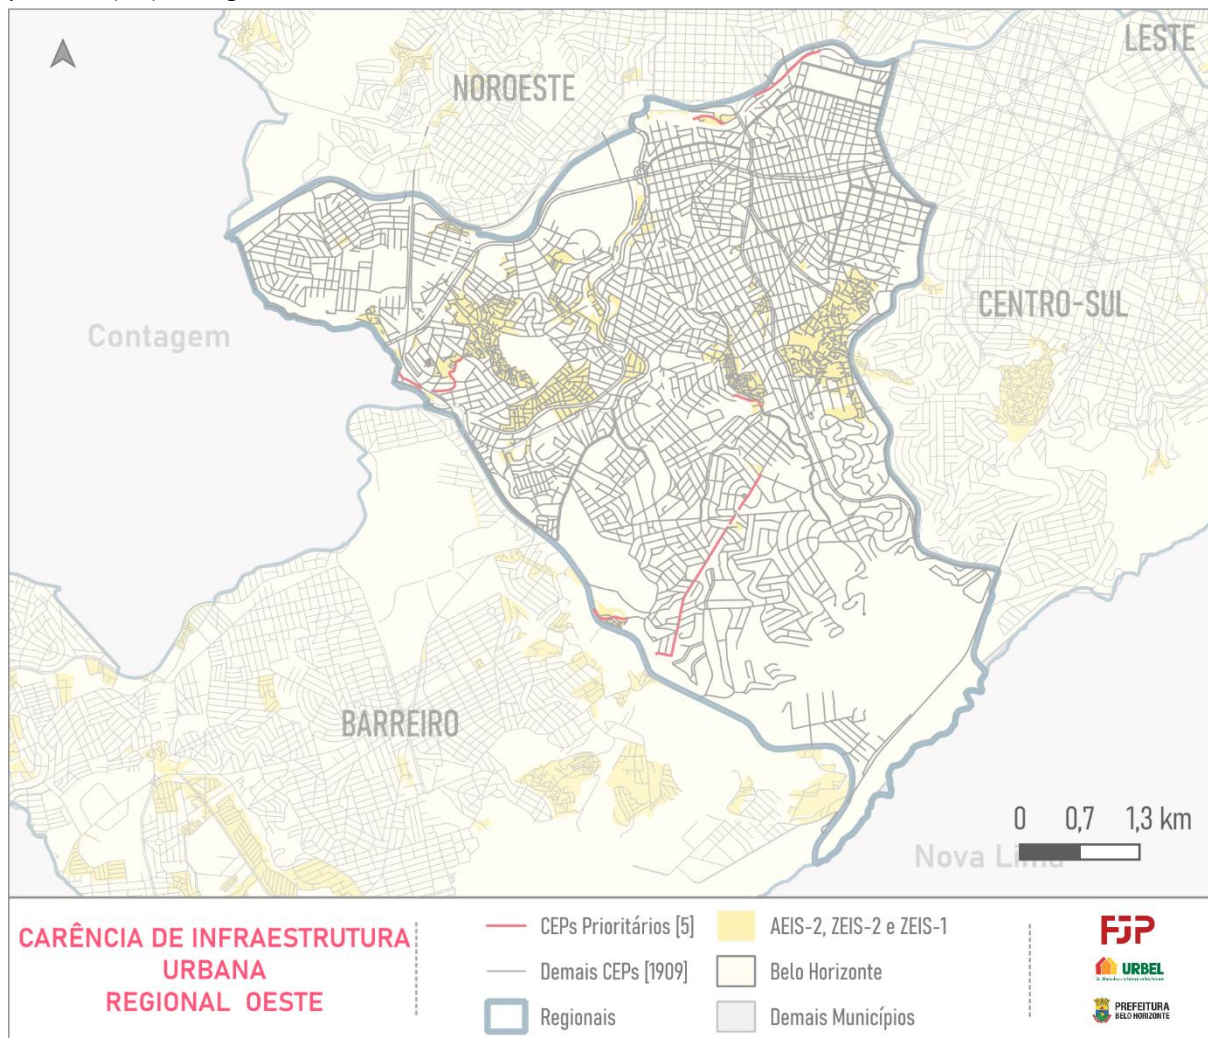 LESTE
NOROESTE
CENTRO-SUL
Contagem
BARREIRO
0 0,7 1,3 km
Nova Lima
CARÊNCIA DE INFRAESTRUTURA
URBANA
REGIONAL OESTE
CEPs Prioritários [5]
Demais CEPs [1909]
Regionais
AEIS-2, ZEIS-2 e ZEIS-1
Belo Horizonte
Demais Municípios
FJP
URBEL
PREFEITURA
BELO HORIZONTE